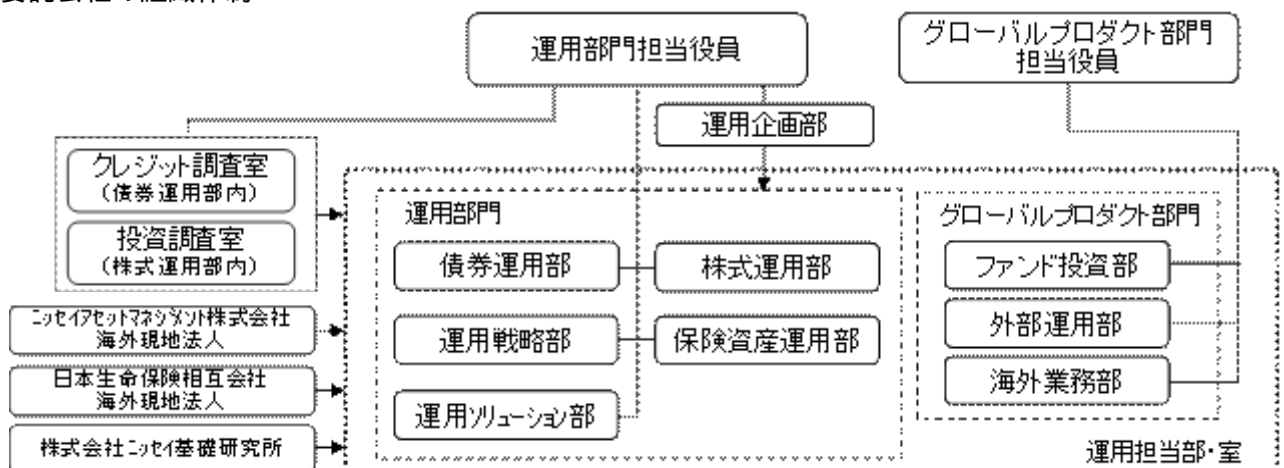 運用部門担当役員
グローバルプロダクト部門
担当役員
運用企画部
クレジット調査室
(債券運用部内)
投資調査室
(株式運用部内)
運用部門
債券運用部
株式運用部
運用戦略部
保険資産運用部
運用ソリューション部
グローバルプロダクト部門
ファンド投資部
外部運用部
海外業務部
ニッセイアセットマネジメント株式会社
海外現地法人
日本生命保険相互会社
海外現地法人
株式会社ニッセイ基礎研究所
運用担当部・室